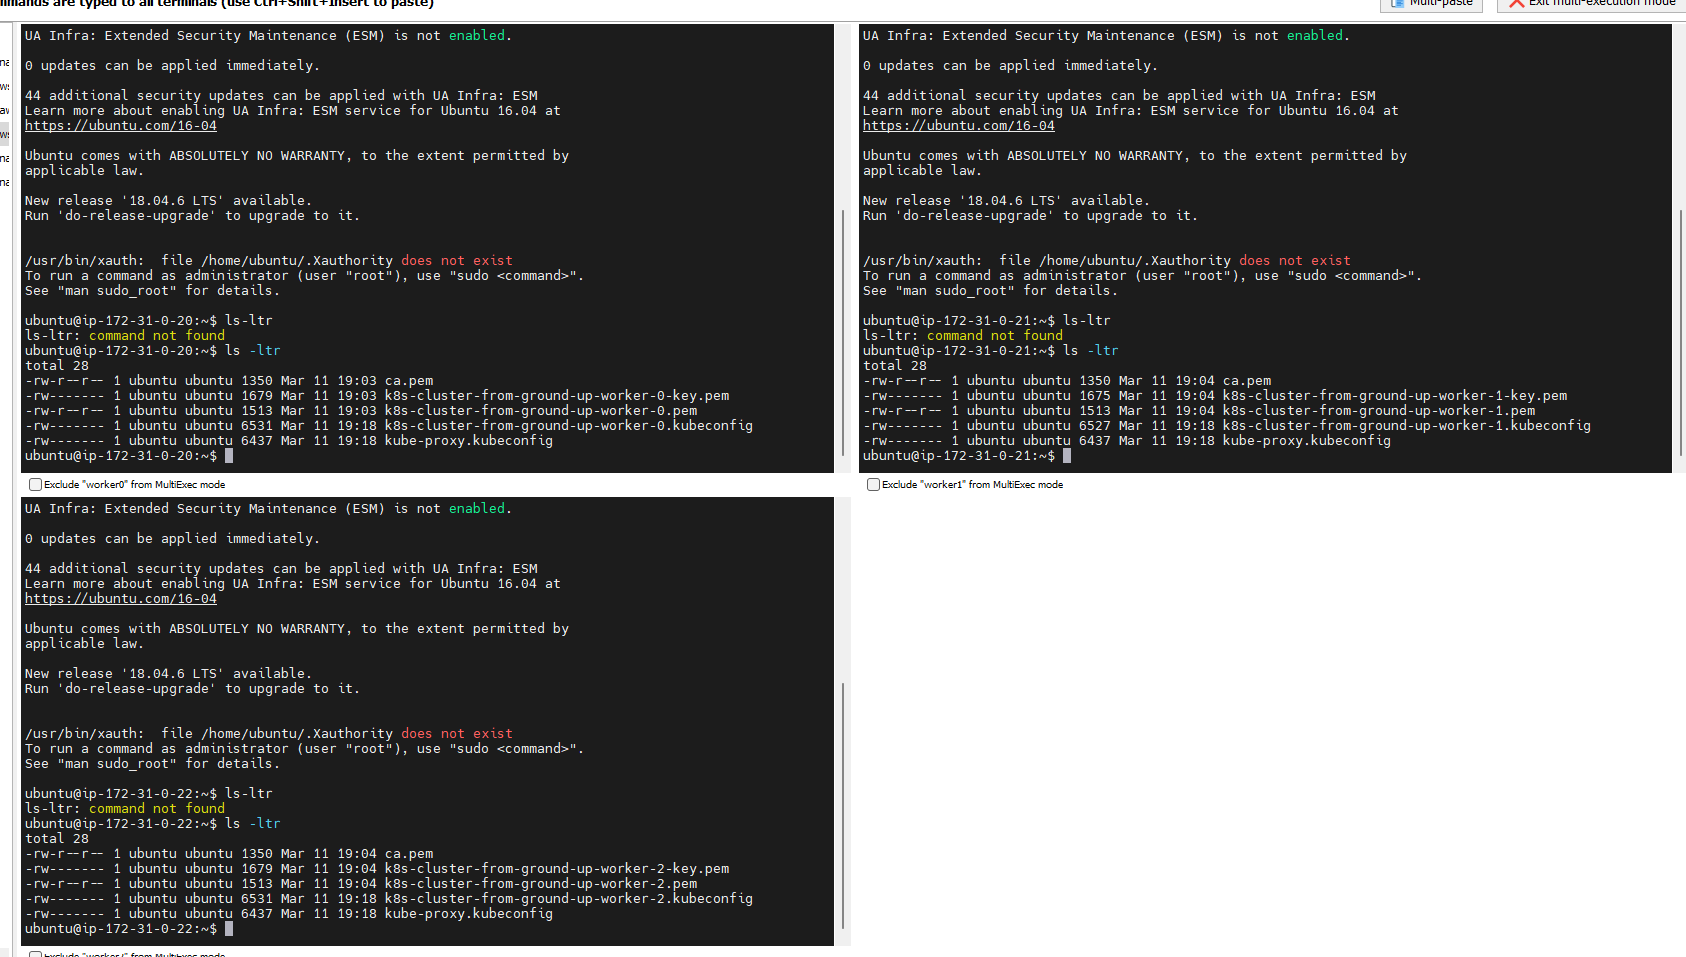 mmands are typed to all terminals (use Ctrl+Shift+Insert to paste)
Multi-paste
Exit multi-execution mode
UA Infra: Extended Security Maintenance (ESM) is not enabled.
0 updates can be applied immediately.
44 additional security updates can be applied with UA Infra: ESM
Learn more about enabling UA Infra: ESM service for Ubuntu 16.04 at
https://ubuntu.com/16-04
Ubuntu comes with ABSOLUTELY NO WARRANTY, to the extent permitted by
applicable law.
New release '18.04.6 LTS' available.
Run 'do-release-upgrade' to upgrade to it.
/usr/bin/xauth:  file /home/ubuntu/.Xauthority does not exist
To run a command as administrator (user "root"), use "sudo <command>".
See "man sudo_root" for details.
ubuntu@ip-172-31-0-20:~$ ls-ltr
ls-ltr: command not found
ubuntu@ip-172-31-0-20:~$ ls -ltr
total 28
-rw-r--r-- 1 ubuntu ubuntu 1350 Mar 11 19:03 ca.pem
-rw------- 1 ubuntu ubuntu 1679 Mar 11 19:03 k8s-cluster-from-ground-up-worker-0-key.pem
-rw-r--r-- 1 ubuntu ubuntu 1513 Mar 11 19:03 k8s-cluster-from-ground-up-worker-0.pem
-rw------- 1 ubuntu ubuntu 6531 Mar 11 19:18 k8s-cluster-from-ground-up-worker-0.kubeconfig
-rw------- 1 ubuntu ubuntu 6437 Mar 11 19:18 kube-proxy.kubeconfig
ubuntu@ip-172-31-0-20:~$
Exclude "worker0" from MultiExec mode
UA Infra: Extended Security Maintenance (ESM) is not enabled.
0 updates can be applied immediately.
44 additional security updates can be applied with UA Infra: ESM
Learn more about enabling UA Infra: ESM service for Ubuntu 16.04 at
https://ubuntu.com/16-04
Ubuntu comes with ABSOLUTELY NO WARRANTY, to the extent permitted by
applicable law.
New release '18.04.6 LTS' available.
Run 'do-release-upgrade' to upgrade to it.
/usr/bin/xauth:  file /home/ubuntu/.Xauthority does not exist
To run a command as administrator (user "root"), use "sudo <command>".
See "man sudo_root" for details.
ubuntu@ip-172-31-0-21:~$ ls-ltr
ls-ltr: command not found
ubuntu@ip-172-31-0-21:~$ ls -ltr
total 28
-rw-r--r-- 1 ubuntu ubuntu 1350 Mar 11 19:04 ca.pem
-rw------- 1 ubuntu ubuntu 1675 Mar 11 19:04 k8s-cluster-from-ground-up-worker-1-key.pem
-rw-r--r-- 1 ubuntu ubuntu 1513 Mar 11 19:04 k8s-cluster-from-ground-up-worker-1.pem
-rw------- 1 ubuntu ubuntu 6527 Mar 11 19:18 k8s-cluster-from-ground-up-worker-1.kubeconfig
-rw------- 1 ubuntu ubuntu 6437 Mar 11 19:18 kube-proxy.kubeconfig
ubuntu@ip-172-31-0-21:~$
Exclude "worker1" from MultiExec mode
UA Infra: Extended Security Maintenance (ESM) is not enabled.
0 updates can be applied immediately.
44 additional security updates can be applied with UA Infra: ESM
Learn more about enabling UA Infra: ESM service for Ubuntu 16.04 at
https://ubuntu.com/16-04
Ubuntu comes with ABSOLUTELY NO WARRANTY, to the extent permitted by
applicable law.
New release '18.04.6 LTS' available.
Run 'do-release-upgrade' to upgrade to it.
/usr/bin/xauth:  file /home/ubuntu/.Xauthority does not exist
To run a command as administrator (user "root"), use "sudo <command>".
See "man sudo_root" for details.
ubuntu@ip-172-31-0-22:~$ ls-ltr
ls-ltr: command not found
ubuntu@ip-172-31-0-22:~$ ls -ltr
total 28
-rw-r--r-- 1 ubuntu ubuntu 1350 Mar 11 19:04 ca.pem
-rw------- 1 ubuntu ubuntu 1679 Mar 11 19:04 k8s-cluster-from-ground-up-worker-2-key.pem
-rw-r--r-- 1 ubuntu ubuntu 1513 Mar 11 19:04 k8s-cluster-from-ground-up-worker-2.pem
-rw------- 1 ubuntu ubuntu 6531 Mar 11 19:18 k8s-cluster-from-ground-up-worker-2.kubeconfig
-rw------- 1 ubuntu ubuntu 6437 Mar 11 19:18 kube-proxy.kubeconfig
ubuntu@ip-172-31-0-22:~$
Exclude "worker2" from MultiExec mode